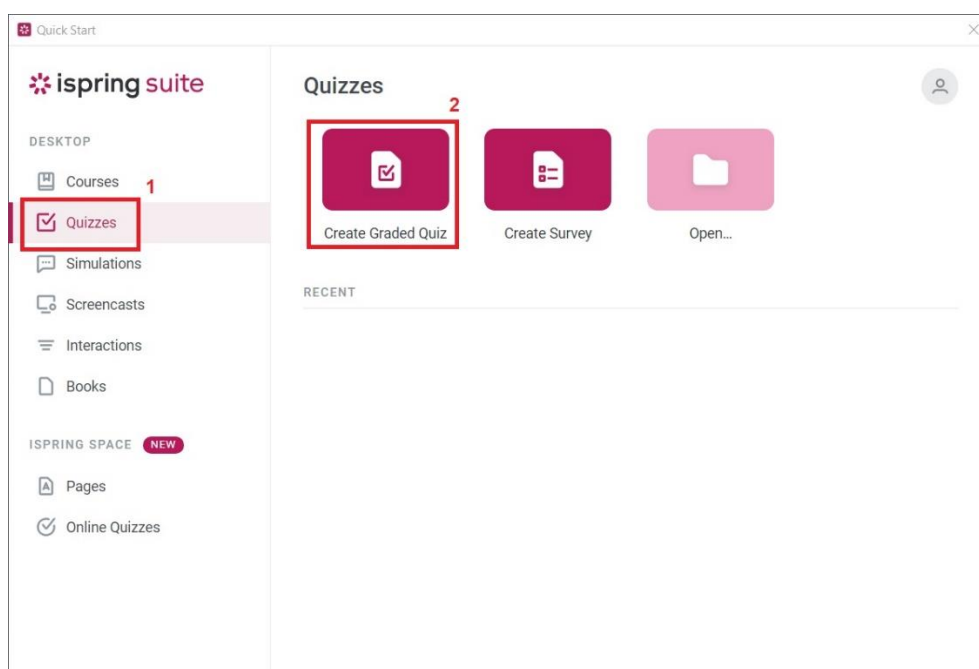 Quick Start
ispring suite
DESKTOP
Courses
1
Quizzes
Simulations
Screencasts
Interactions
Books
ISPRING SPACE NEW
Pages
Online Quizzes
Quizzes
2
Create Graded Quiz
Create Survey
Open...
RECENT